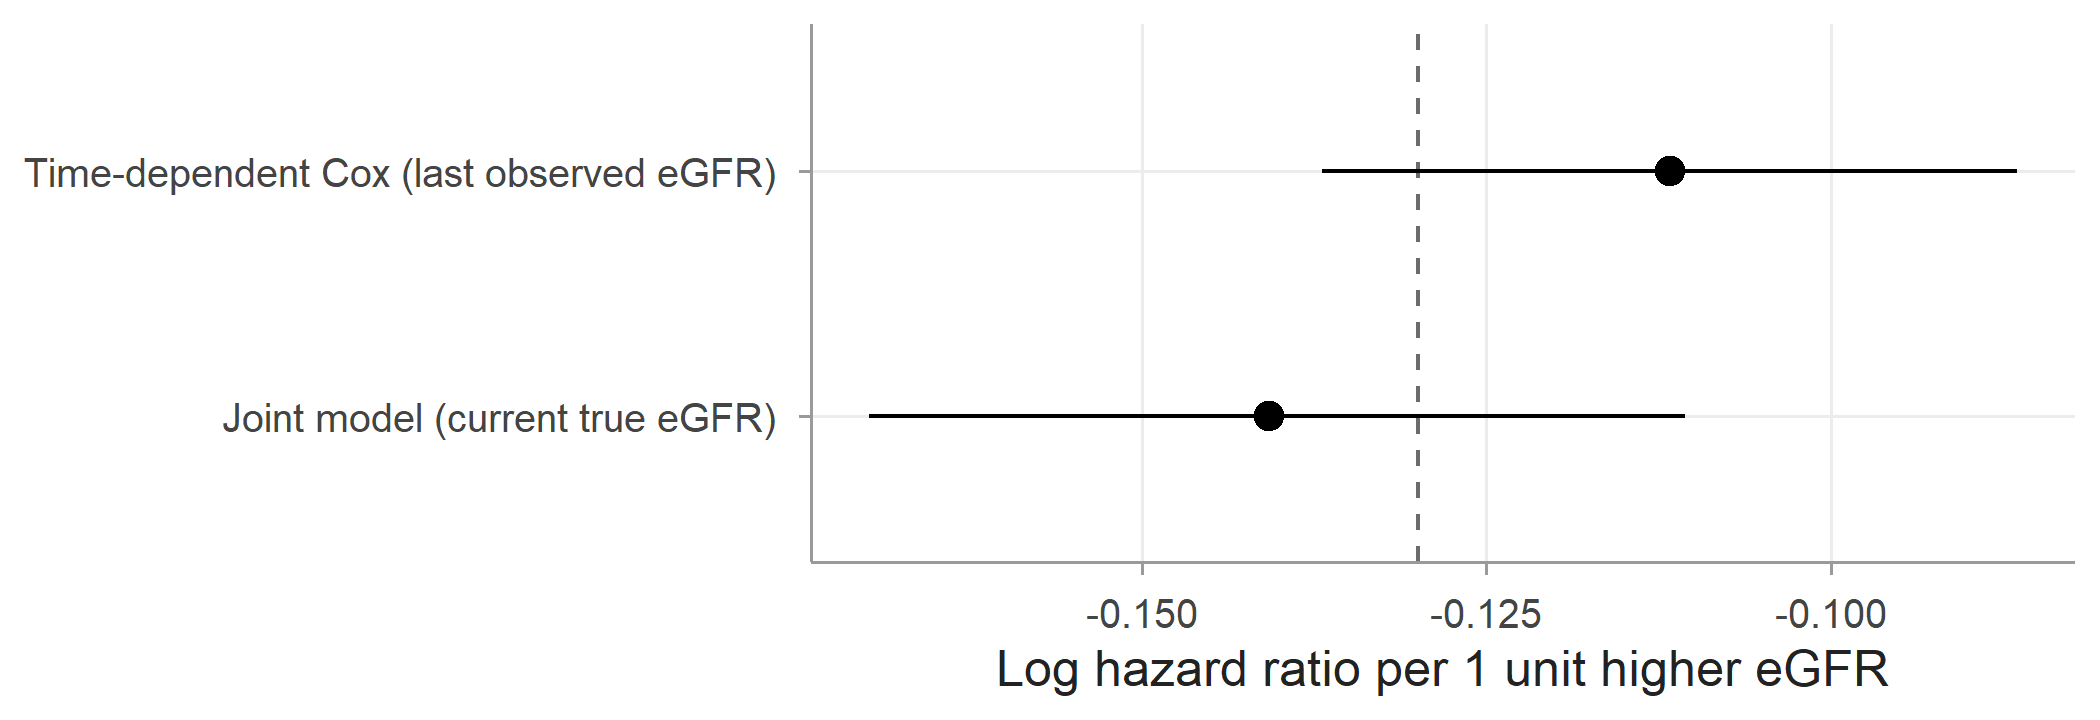 Time-dependent Cox (last observed eGFR)
Joint model (current true eGFR)
-0.150 -0.125 -0.100
Log hazard ratio per 1 unit higher eGFR